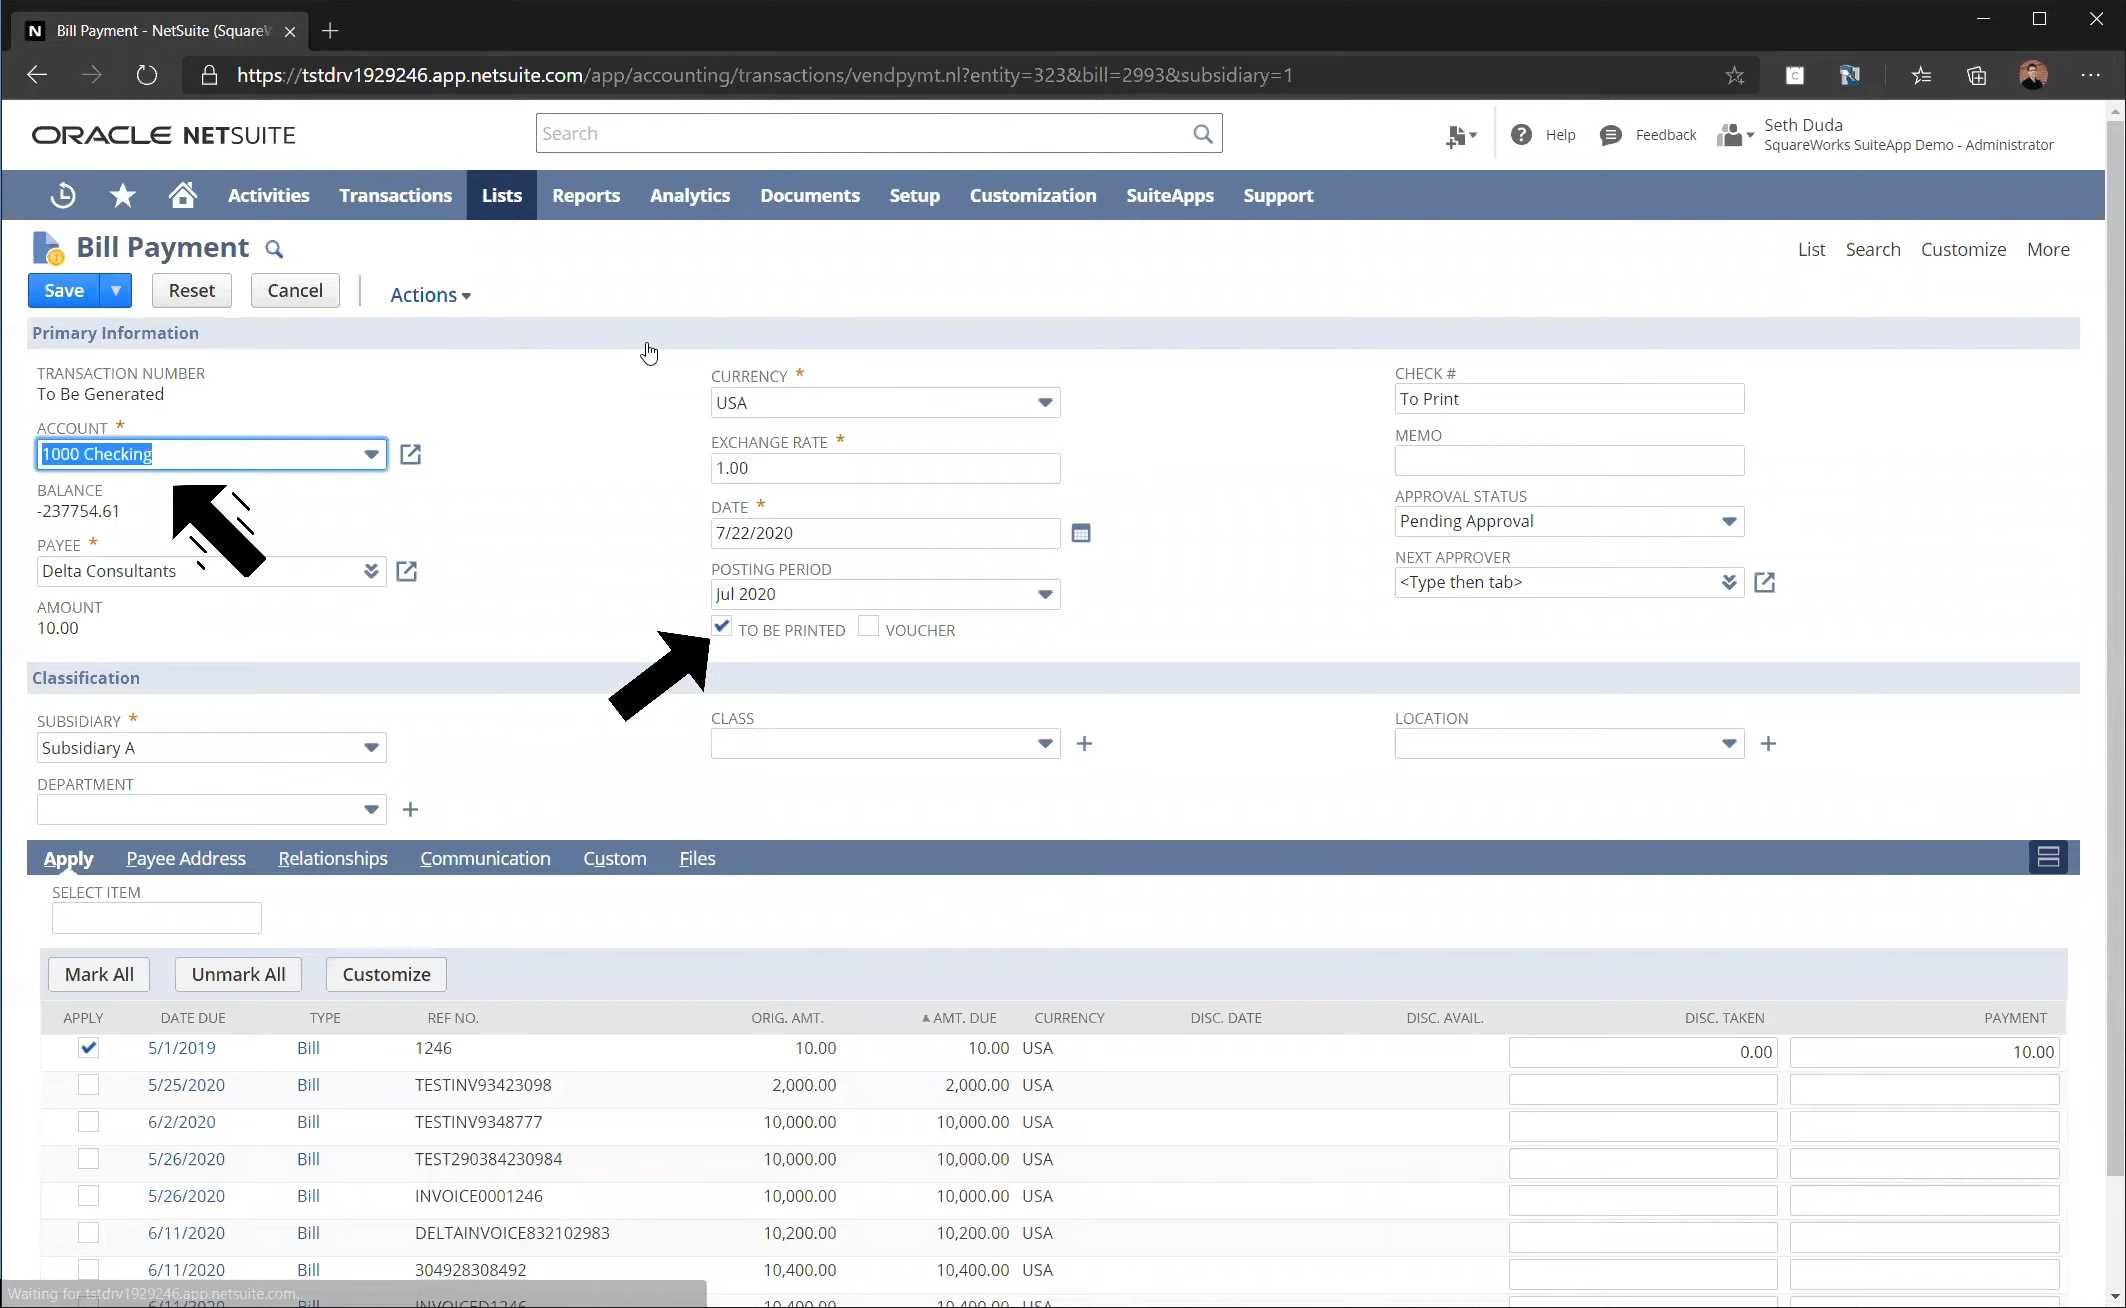 Bill Payment - NetSuite (SquareW
https://tstdrv1929246.app.netsuite.com/app/accounting/transactions/vendpymt.nl?entity=323&bill=2993&subsidiary=1
ORACLE NETSUITE
Search
Help
Feedback
Seth Duda
SquareWorks SuiteApp Demo - Administrator
Activities Transactions Lists Reports Analytics Documents Setup Customization SuiteApps Support
Bill Payment
List Search Customize More
Save Reset Cancel Actions
Primary Information
TRANSACTION NUMBER
To Be Generated
ACCOUNT *
1000 Checking
BALANCE
-237754.61
PAYEE *
Delta Consultants
AMOUNT
10.00
CURRENCY *
USA
EXCHANGE RATE *
1.00
DATE *
7/22/2020
POSTING PERIOD
Jul 2020
TO BE PRINTED VOUCHER
CHECK #
To Print
MEMO
APPROVAL STATUS
Pending Approval
NEXT APPROVER
<Type then tab>
Classification
SUBSIDIARY *
Subsidiary A
DEPARTMENT
CLASS
LOCATION
Apply Payee Address Relationships Communication Custom Files
SELECT ITEM
Mark All Unmark All Customize
APPLY DATE DUE TYPE REF NO. ORIG. AMT. AMT. DUE CURRENCY DISC. DATE DISC. AVAIL. DISC. TAKEN PAYMENT
5/1/2019 Bill 1246 10.00 10.00 USA 0.00 10.00
5/25/2020 Bill TESTINV93423098 2,000.00 2,000.00 USA
6/2/2020 Bill TESTINV9348777 10,000.00 10,000.00 USA
5/26/2020 Bill TEST290384230984 10,000.00 10,000.00 USA
5/26/2020 Bill INVOICE0001246 10,000.00 10,000.00 USA
6/11/2020 Bill DELTAINVOICE832102983 10,200.00 10,200.00 USA
6/11/2020 Bill 304928308492 10,400.00 10,400.00 USA
Waiting for tstdrv1929246.app.netsuite.com...
6/11/2020 Bill INVOICED1246 10,400.00 10,400.00 USA